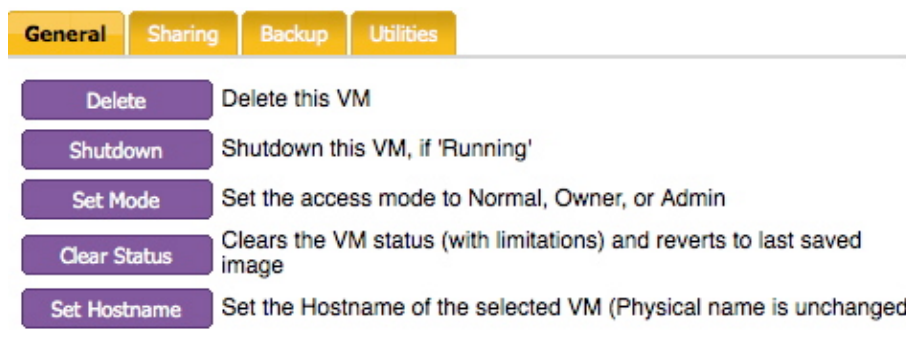 General Sharing Backup Utilities
Delete Delete this VM
Shutdown Shutdown this VM, if 'Running'
Set Mode Set the access mode to Normal, Owner, or Admin
Clear Status Clears the VM status (with limitations) and reverts to last saved
image
Set Hostname Set the Hostname of the selected VM (Physical name is unchanged